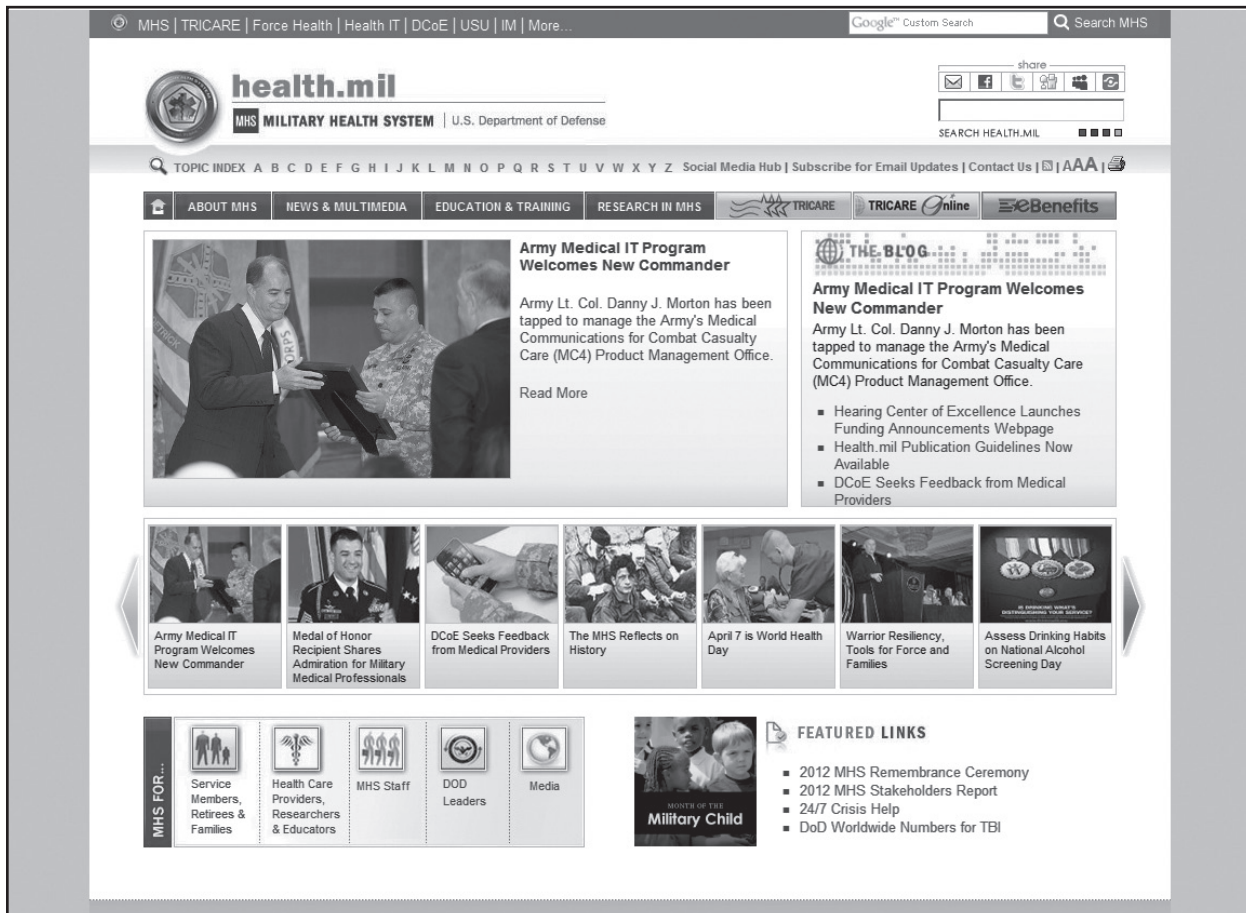 MHS | TRICARE | Force Health | Health IT | DCoE | USU | IM | More...
Google™ Custom Search
Search MHS
health.mil
MHS MILITARY HEALTH SYSTEM | U.S. Department of Defense
share
SEARCH HEALTH.MIL
TOPIC INDEX A B C D E F G H I J K L M N O P Q R S T U V W X Y Z Social Media Hub | Subscribe for Email Updates | Contact Us | | AAA |
ABOUT MHS
NEWS & MULTIMEDIA
EDUCATION & TRAINING
RESEARCH IN MHS
TRICARE
TRICARE Online
eBenefits
Army Medical IT Program
Welcomes New Commander
Army Lt. Col. Danny J. Morton has been
tapped to manage the Army's Medical
Communications for Combat Casualty
Care (MC4) Product Management Office.
Read More
THE BLOG
Army Medical IT Program Welcomes
New Commander
Army Lt. Col. Danny J. Morton has been
tapped to manage the Army's Medical
Communications for Combat Casualty Care
(MC4) Product Management Office.
Hearing Center of Excellence Launches
Funding Announcements Webpage
Health.mil Publication Guidelines Now
Available
DCoE Seeks Feedback from Medical
Providers
CORPS
Army Medical IT
Program Welcomes
New Commander
Medal of Honor
Recipient Shares
Admiration for Military
Medical Professionals
DCoE Seeks Feedback
from Medical Providers
The MHS Reflects on
History
April 7 is World Health
Day
Warrior Resiliency,
Tools for Force and
Families
IS DRINKING WHAT'S
DISTINGUISHING YOUR SERVICE?
Assess Drinking Habits
on National Alcohol
Screening Day
MHS FOR...
Service
Members,
Retirees &
Families
Health Care
Providers,
Researchers
& Educators
MHS Staff
DOD
Leaders
Media
MONTH OF THE
Military Child
FEATURED LINKS
2012 MHS Remembrance Ceremony
2012 MHS Stakeholders Report
24/7 Crisis Help
DoD Worldwide Numbers for TBI